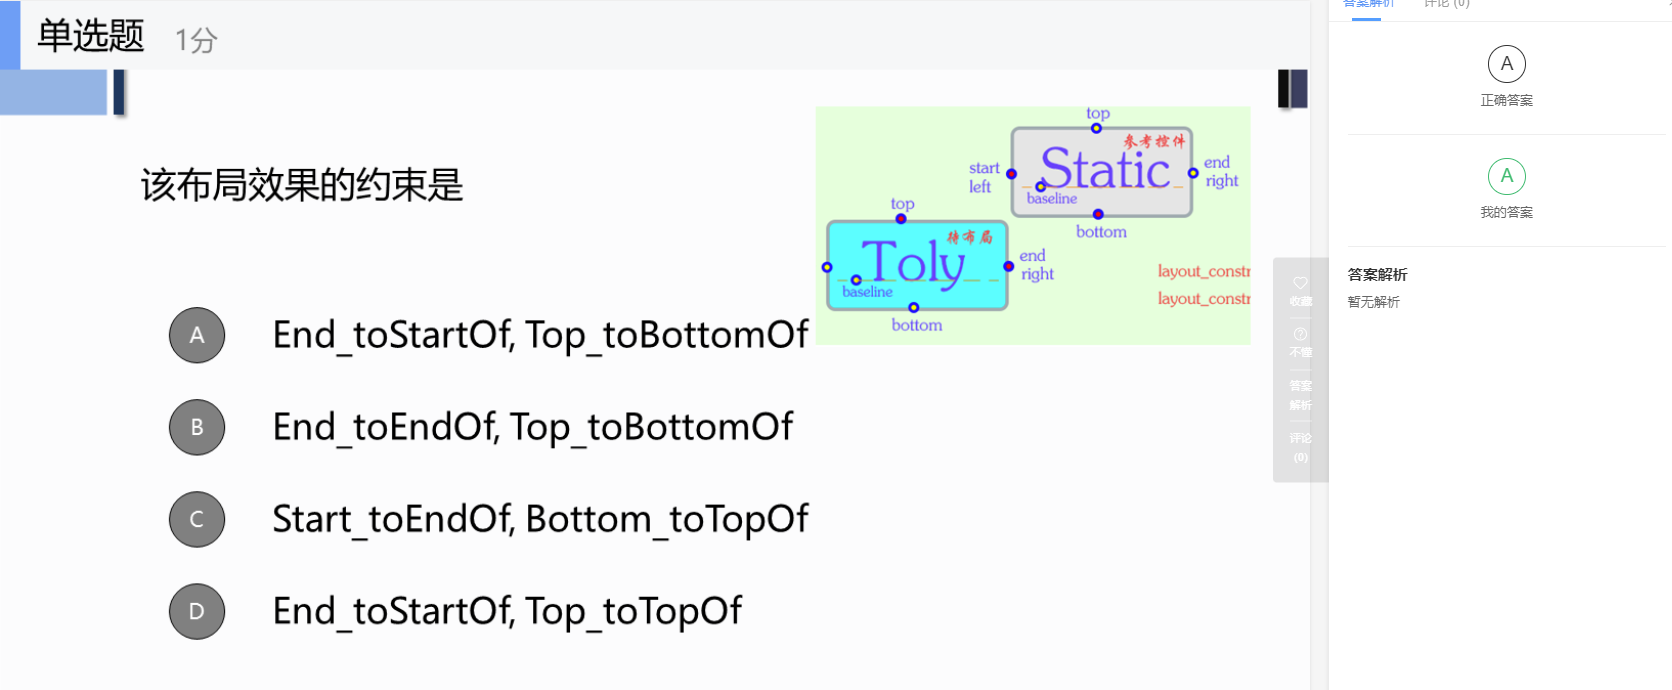 单选题 1分
该布局效果的约束是
top
参考控件
start
left
Static
end
right
baseline
bottom
top
待布局
Toly
end
right
baseline
bottom
layout_constr
layout_constr
A End_toStartOf, Top_toBottomOf
B End_toEndOf, Top_toBottomOf
C Start_toEndOf, Bottom_toTopOf
D End_toStartOf, Top_toTopOf
收藏
不懂
答案
解析
评论
(0)
答案解析 评论 (0)
A
正确答案
A
我的答案
答案解析
暂无解析